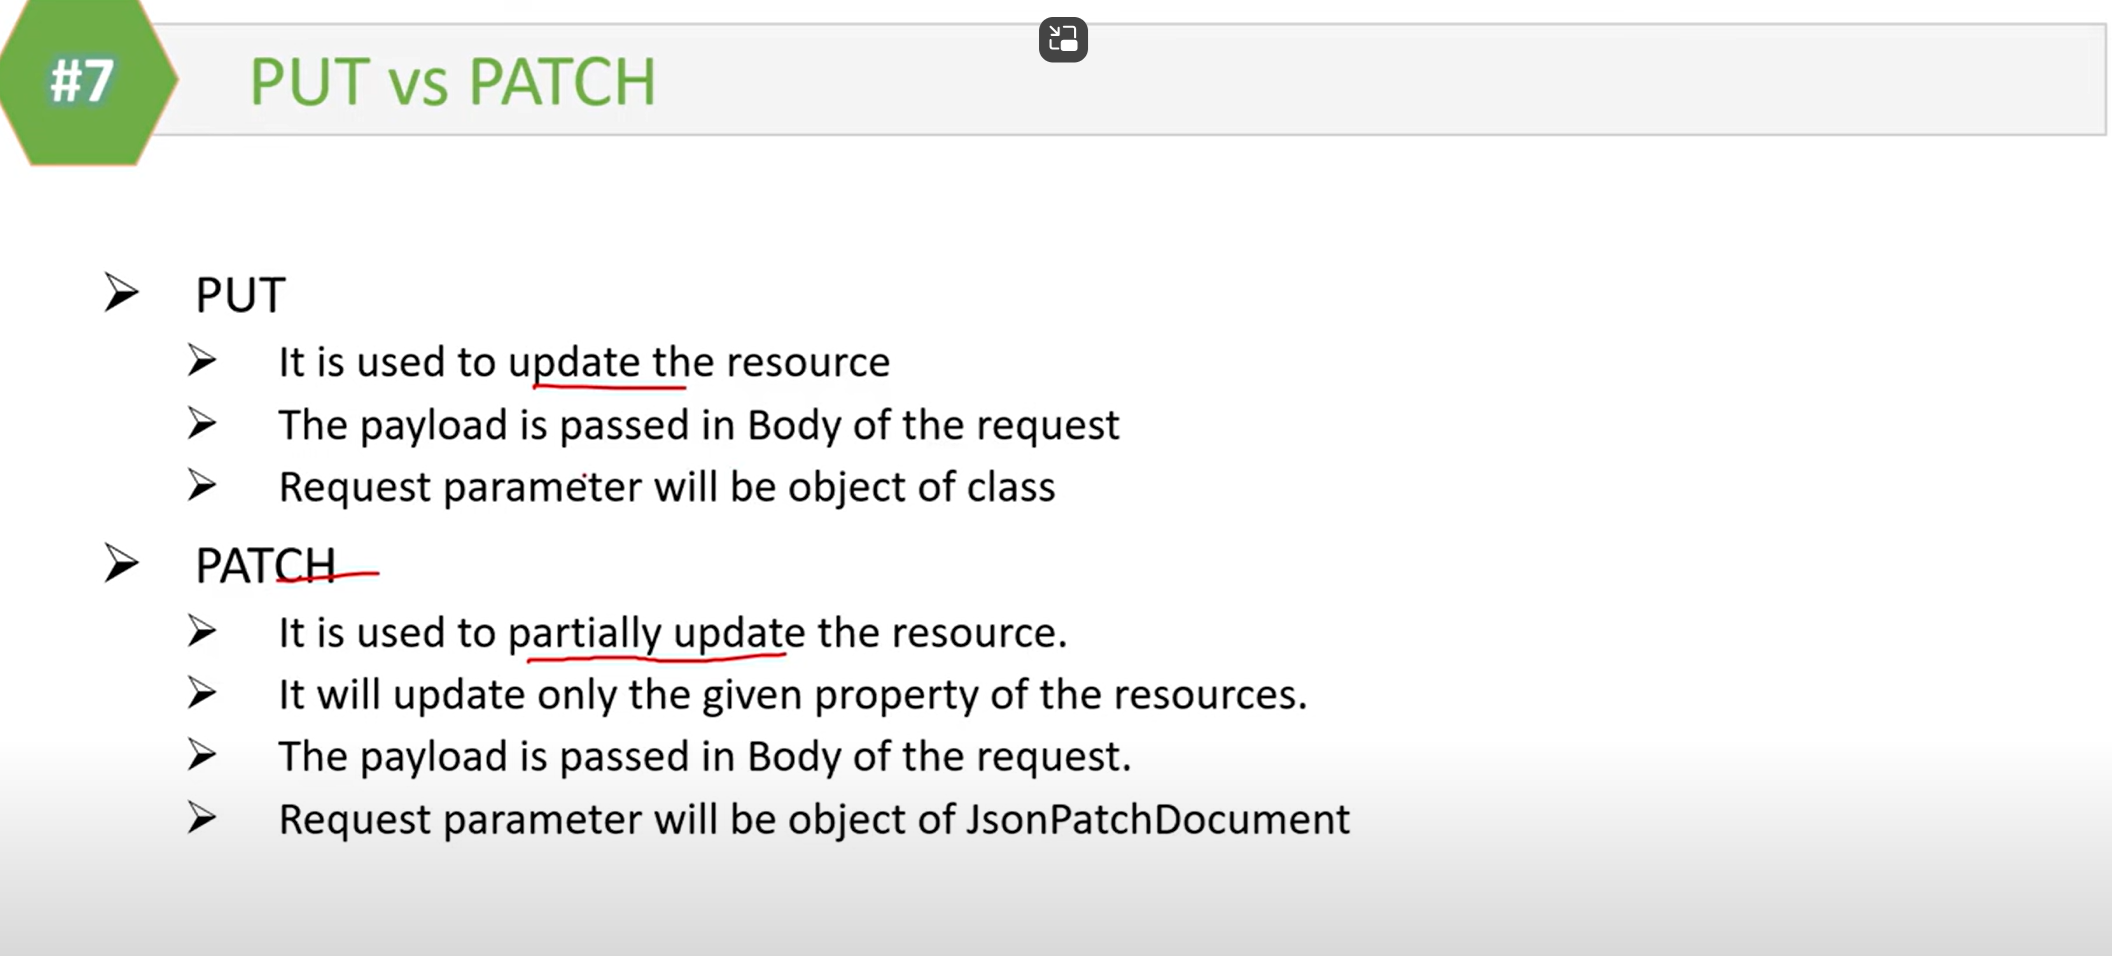 #7
PUT vs PATCH
PUT
It is used to update the resource
The payload is passed in Body of the request
Request parameter will be object of class
PATCH
It is used to partially update the resource.
It will update only the given property of the resources.
The payload is passed in Body of the request.
Request parameter will be object of JsonPatchDocument